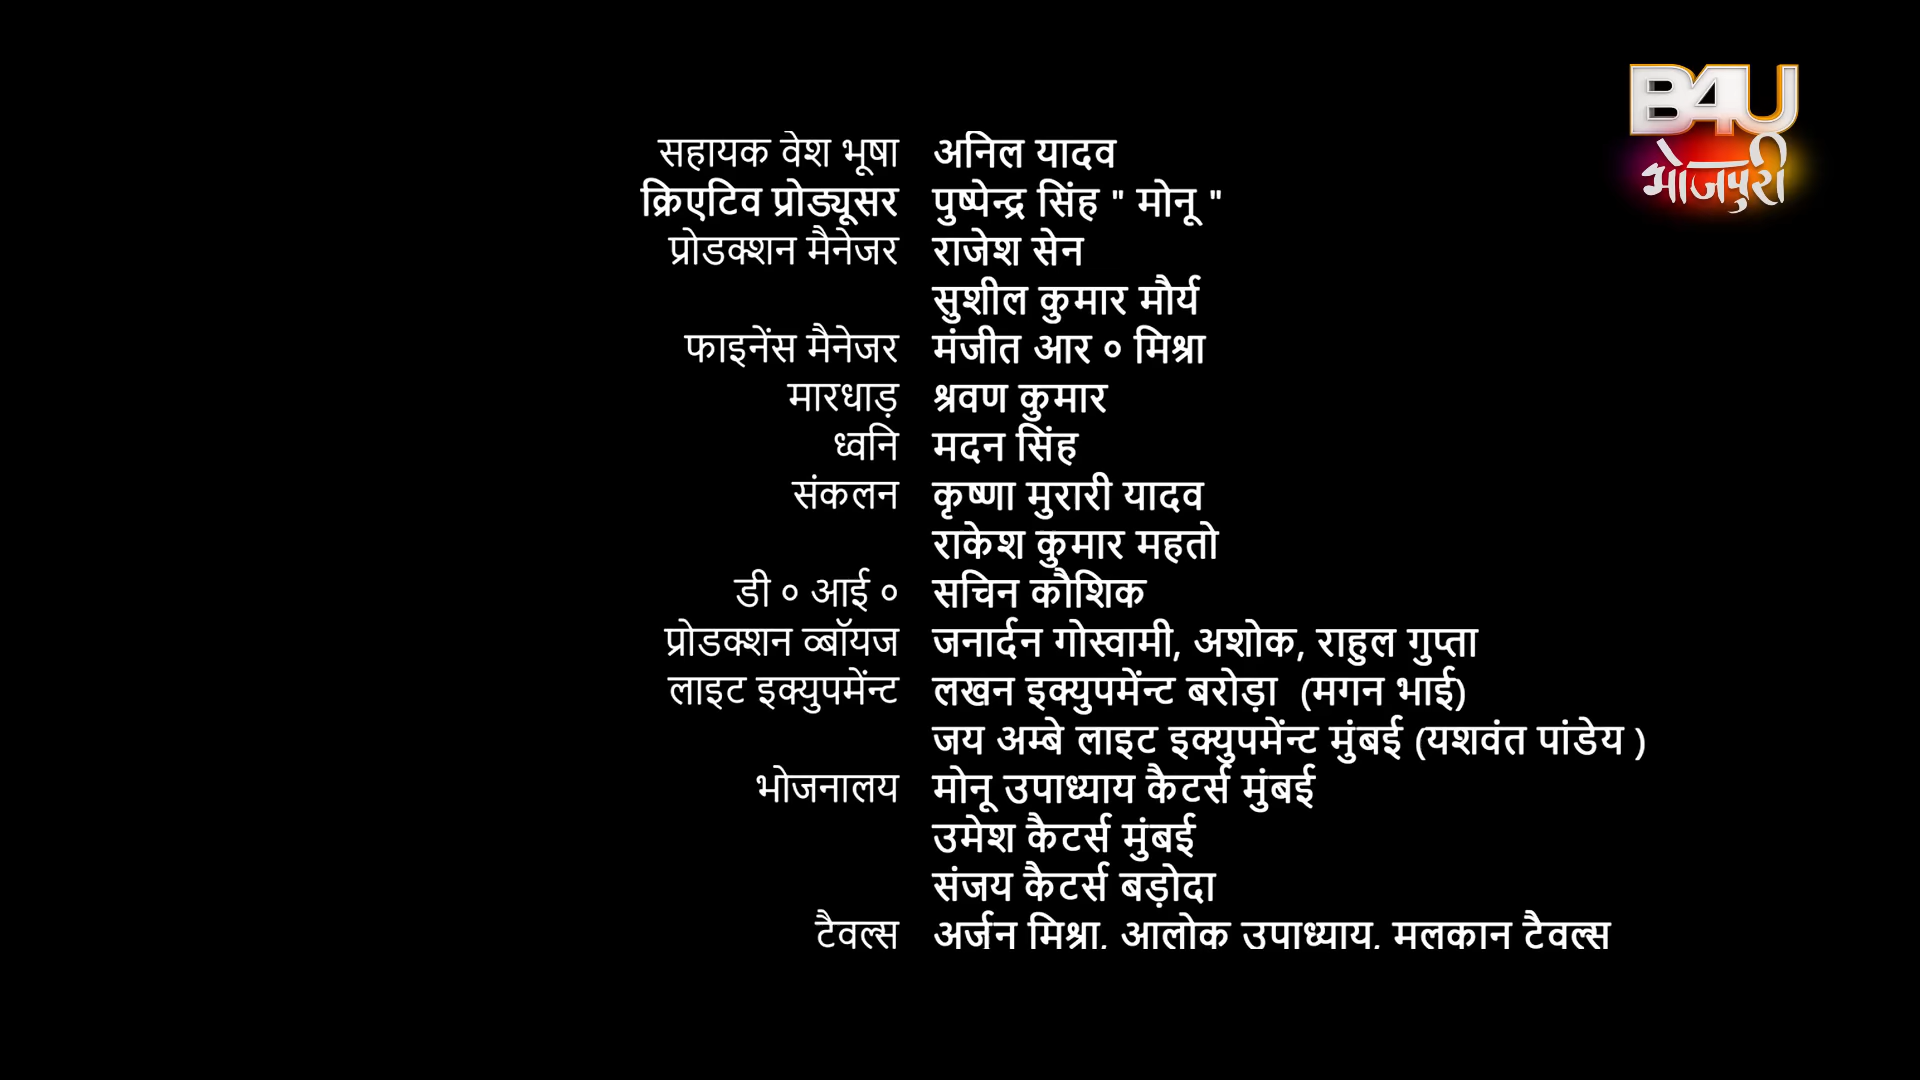 B4U
भोजपुरी
सहायक वेश भूषा अनिल यादव
क्रिएटिव प्रोड्यूसर पुष्पेन्द्र सिंह " मोनू "
प्रोडक्शन मैनेजर राजेश सेन
सुशील कुमार मौर्य
फाइनेंस मैनेजर मंजीत आर ० मिश्रा
मारधाड़ श्रवण कुमार
ध्वनि मदन सिंह
संकलन कृष्णा मुरारी यादव
राकेश कुमार महतो
डी ० आई ० सचिन कौशिक
प्रोडक्शन व्बॉयज जनार्दन गोस्वामी, अशोक, राहुल गुप्ता
लाइट इक्युपमेंन्ट लखन इक्युपमेंन्ट बरोड़ा (मगन भाई)
जय अम्बे लाइट इक्युपमेंन्ट मुंबई (यशवंत पांडेय )
भोजनालय मोनू उपाध्याय कैटर्स मुंबई
उमेश कैटर्स मुंबई
संजय कैटर्स बड़ोदा
टैवल्स अर्जन मिश्रा, आलोक उपाध्याय, मलकान टैवल्स